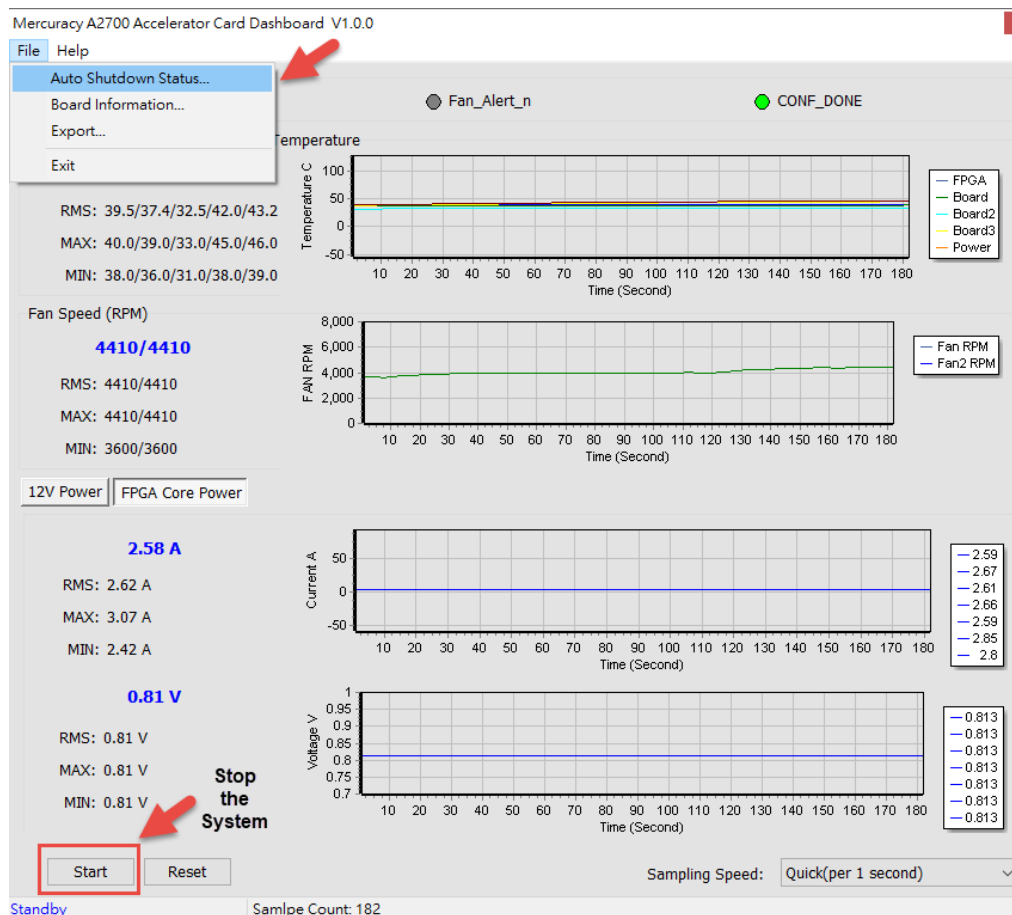 Mercuracy A2700 Accelerator Card Dashboard V1.0.0
File Help
Auto Shutdown Status...
Board Information...
Export...
Exit
Fan_Alert_n
CONF_DONE
emperature
RMS: 39.5/37.4/32.5/42.0/43.2
MAX: 40.0/39.0/33.0/45.0/46.0
MIN: 38.0/36.0/31.0/38.0/39.0
Temperature C
100
50
0
-50
10 20 30 40 50 60 70 80 90 100 110 120 130 140 150 160 170 180
Time (Second)
FPGA
Board
Board2
Board3
Power
Fan Speed (RPM)
4410/4410
RMS: 4410/4410
MAX: 4410/4410
MIN: 3600/3600
FAN RPM
8,000
6,000
4,000
2,000
0
10 20 30 40 50 60 70 80 90 100 110 120 130 140 150 160 170 180
Time (Second)
Fan RPM
Fan2 RPM
12V Power FPGA Core Power
2.58 A
RMS: 2.62 A
MAX: 3.07 A
MIN: 2.42 A
Current A
50
0
-50
10 20 30 40 50 60 70 80 90 100 110 120 130 140 150 160 170 180
Time (Second)
2.59
2.67
2.61
2.66
2.59
2.85
2.8
0.81 V
RMS: 0.81 V
MAX: 0.81 V
MIN: 0.81 V
Voltage V
1
0.95
0.9
0.85
0.8
0.75
0.7
10 20 30 40 50 60 70 80 90 100 110 120 130 140 150 160 170 180
Time (Second)
0.813
0.813
0.813
0.813
0.813
0.813
0.813
Stop
the
System
Start Reset
Sampling Speed: Quick(per 1 second)
Standby Samlpe Count: 182